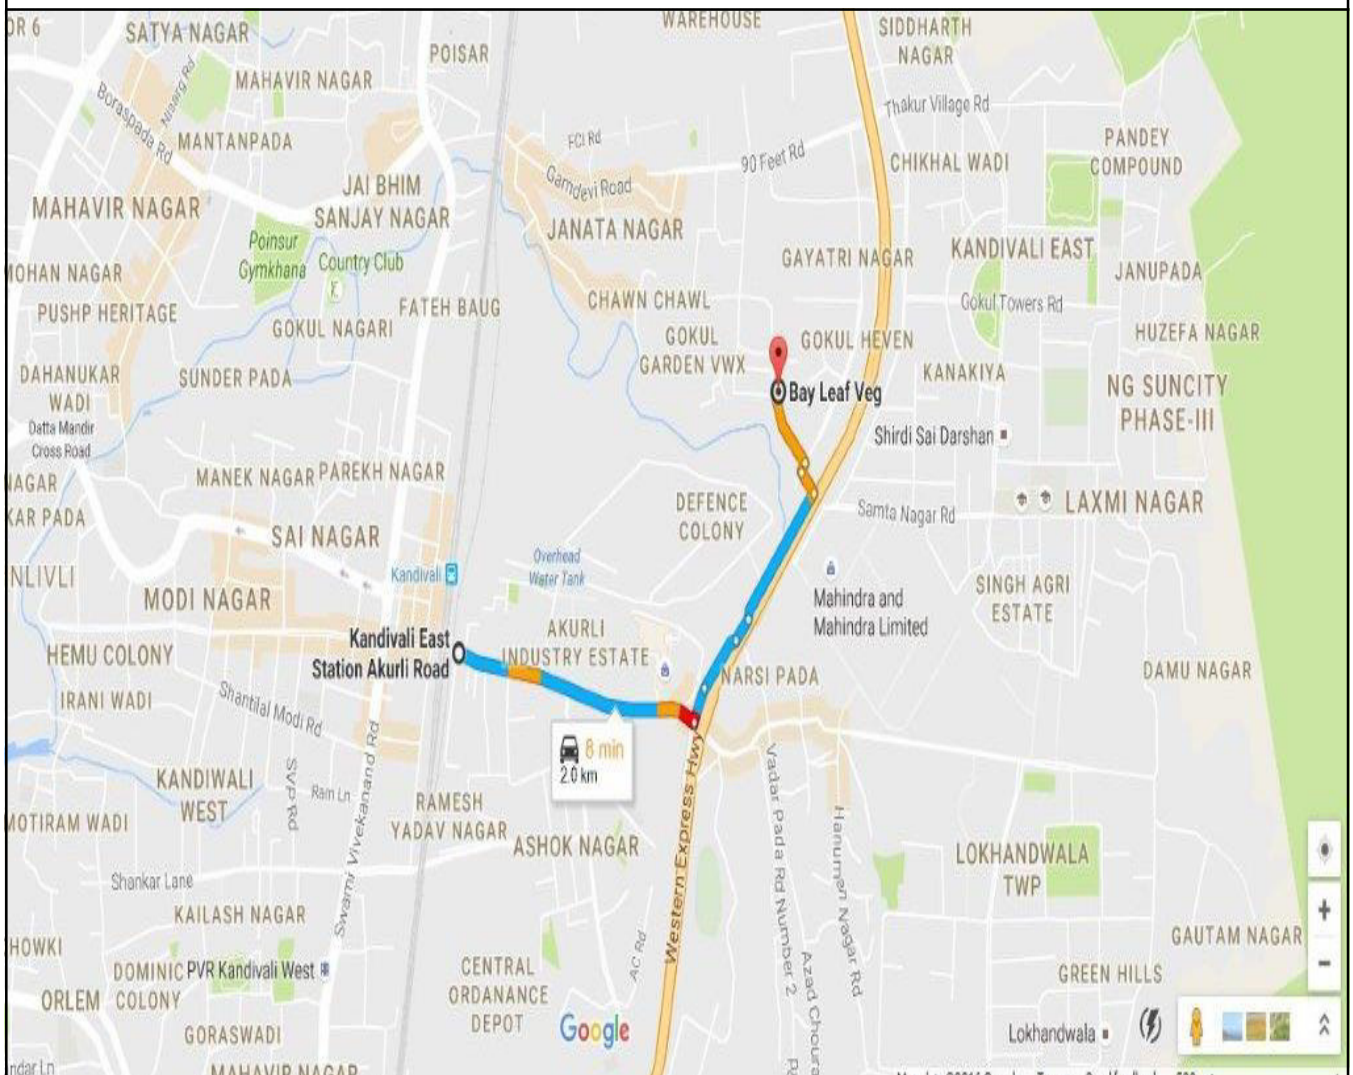 OR 6
SATYA NAGAR
POISAR
WAREHOUSE
SIDDHARTH
NAGAR
Nisarg Rd
MAHAVIR NAGAR
Boraspada Rd
MANTANPADA
FCI Rd
90 Feet Rd
Thakur Village Rd
CHIKHAL WADI
PANDEY
COMPOUND
JAI BHIM
SANJAY NAGAR
Gamdevi Road
MAHAVIR NAGAR
JANATA NAGAR
Poinsur
Gymkhana
Country Club
GAYATRI NAGAR
KANDIVALI EAST
JANUPADA
MOHAN NAGAR
PUSHP HERITAGE
GOKUL NAGARI
FATEH BAUG
CHAWN CHAWL
Gokul Towers Rd
GOKUL
GARDEN VWX
GOKUL HEVEN
HUZEFA NAGAR
DAHANUKAR
WADI
SUNDER PADA
KANAKIYA
NG SUNCITY
PHASE-III
Bay Leaf Veg
Datta Mandir
Cross Road
Shirdi Sai Darshan
NAGAR
KAR PADA
MANEK NAGAR
PAREKH NAGAR
DEFENCE
COLONY
Samta Nagar Rd
LAXMI NAGAR
SAI NAGAR
Kandivali
Overhead
Water Tank
NLIVLI
MODI NAGAR
Mahindra and
Mahindra Limited
SINGH AGRI
ESTATE
Kandivali East
Station Akurli Road
AKURLI
INDUSTRY ESTATE
HEMU COLONY
NARSI PADA
DAMU NAGAR
IRANI WADI
Shantilal Modi Rd
8 min
2.0 km
KANDIWALI
WEST
SVP Rd
Ram Ln
Swami Vivekanand Rd
Western Express Hwy
Vadar Pada Rd Number 2
Hanuman Nagar Rd
MOTIRAM WADI
RAMESH
YADAV NAGAR
ASHOK NAGAR
LOKHANDWALA
TWP
Shankar Lane
KAILASH NAGAR
GAUTAM NAGAR
HOWKI
DOMINIC
COLONY
PVR Kandivali West
ORLEM
CENTRAL
ORDANANCE
DEPOT
AC Rd
Azad Choura
GREEN HILLS
GORASWADI
Google
Lokhandwala
ndar Ln
MAHAVIR NAGAR